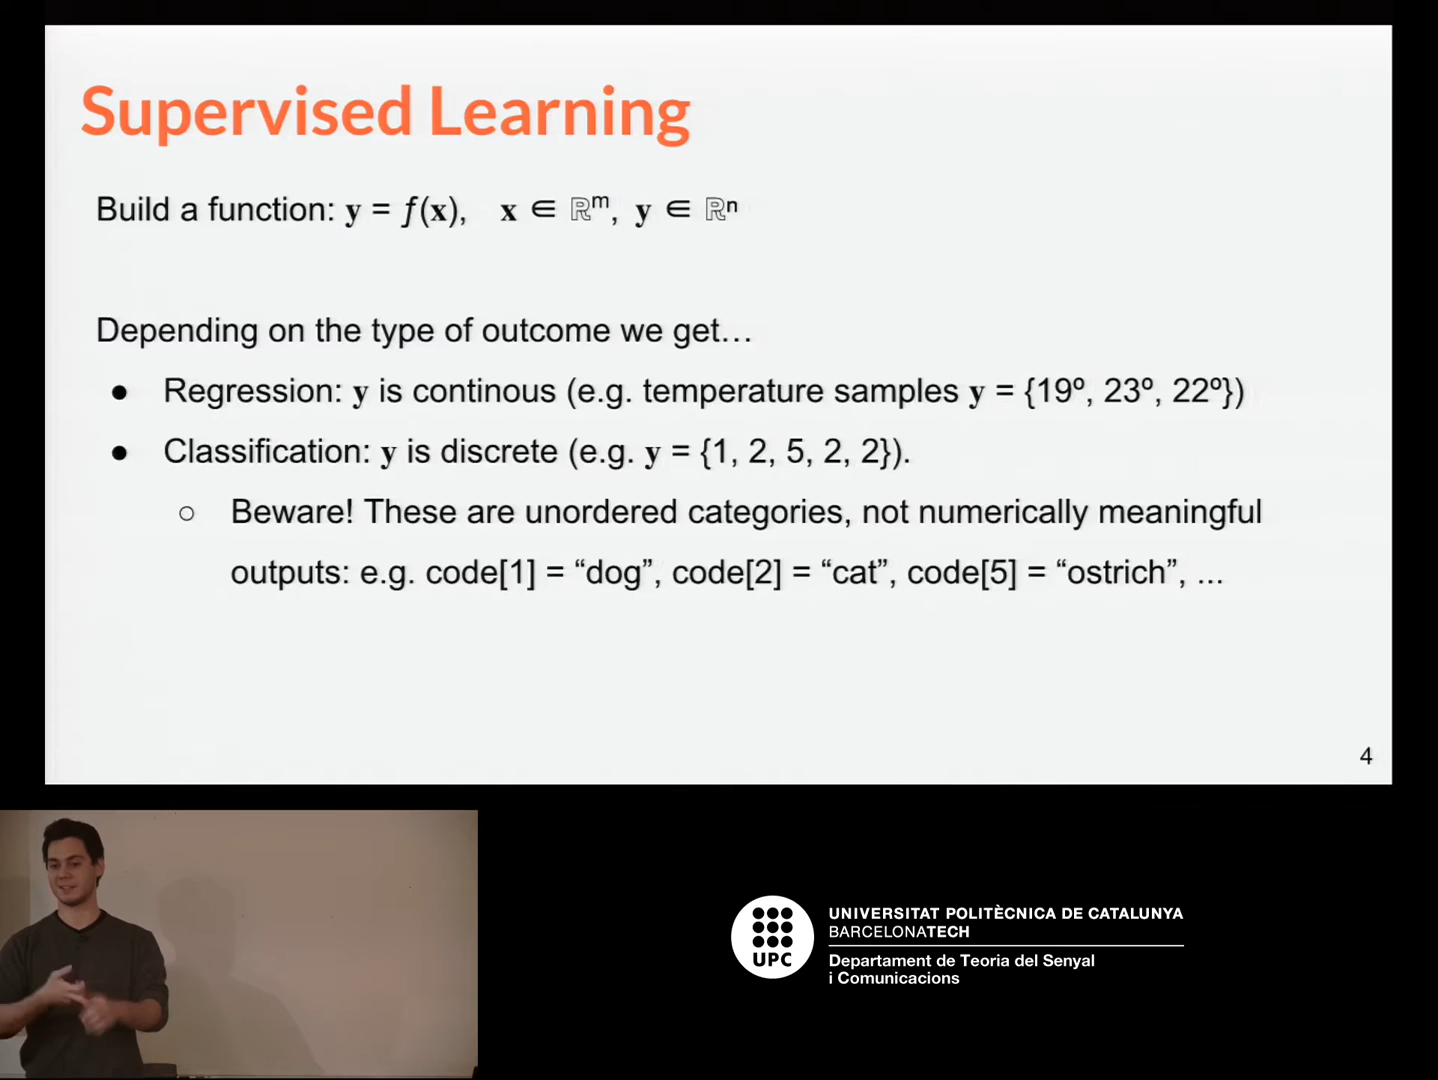 Supervised Learning
Build a function: y = f(x), x ∈ ℝᵐ, y ∈ ℝⁿ
Depending on the type of outcome we get…
● Regression: y is continous (e.g. temperature samples y = {19º, 23º, 22º})
● Classification: y is discrete (e.g. y = {1, 2, 5, 2, 2}).
○ Beware! These are unordered categories, not numerically meaningful
outputs: e.g. code[1] = “dog”, code[2] = “cat”, code[5] = “ostrich”, ...
4
UPC
UNIVERSITAT POLITÈCNICA DE CATALUNYA
BARCELONATECH
Departament de Teoria del Senyal
i Comunicacions